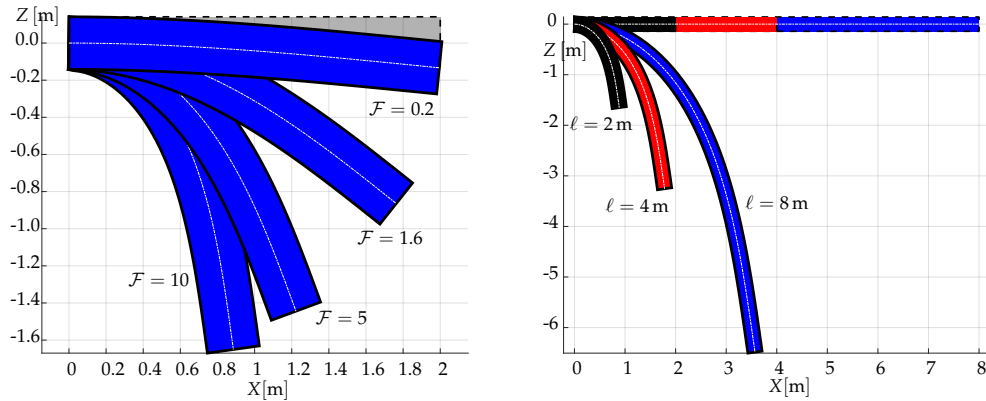 Z [m]
0.0
-0.2
-0.4
-0.6
-0.8
-1.0
-1.2
-1.4
-1.6
0 0.2 0.4 0.6 0.8 1 1.2 1.4 1.6 1.8 2
X[m]
ℱ = 0.2
ℱ = 1.6
ℱ = 10
ℱ = 5
0
Z [m]
-1
-2
-3
-4
-5
-6
0 1 2 3 4 5 6 7 8
X[m]
ℓ = 2 m
ℓ = 4 m
ℓ = 8 m